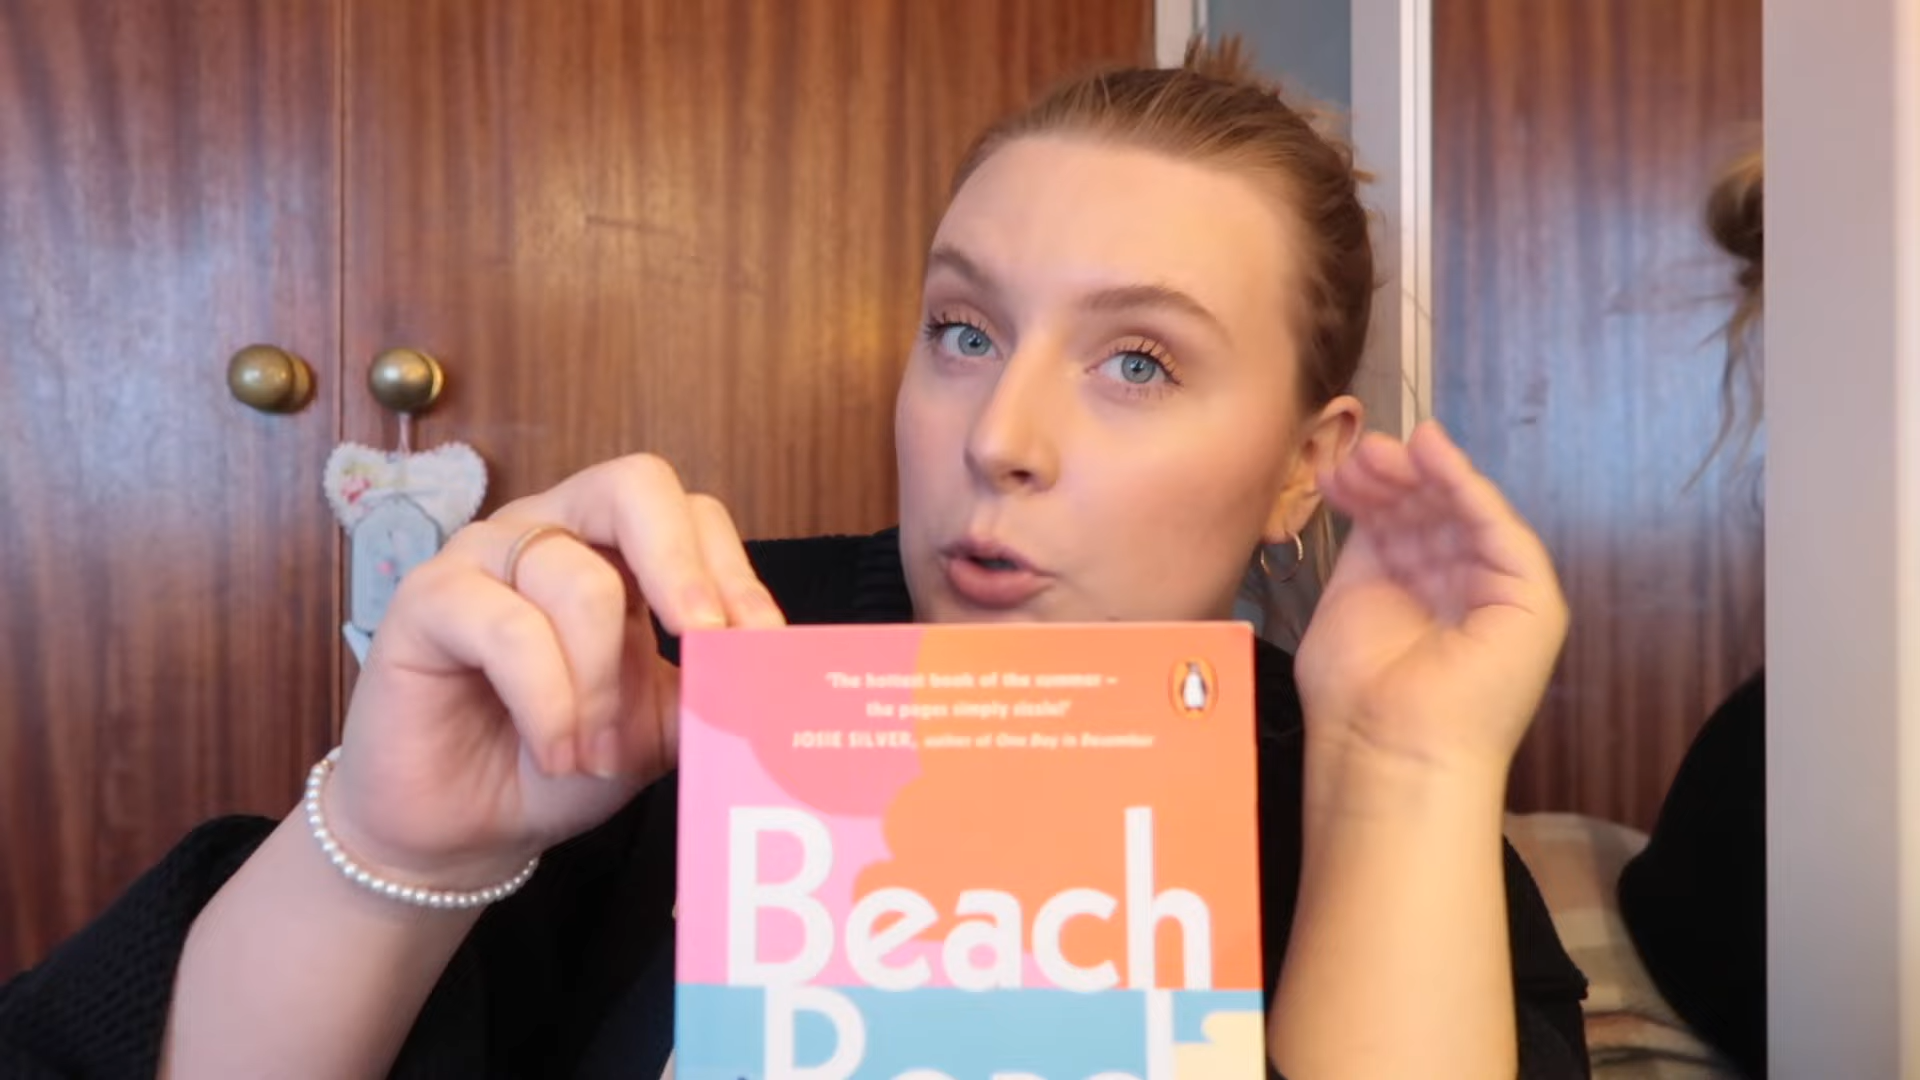 'The hottest book of the summer –
the pages simply sizzle!'
JOSIE SILVER, author of One Day in December
Beach
Read